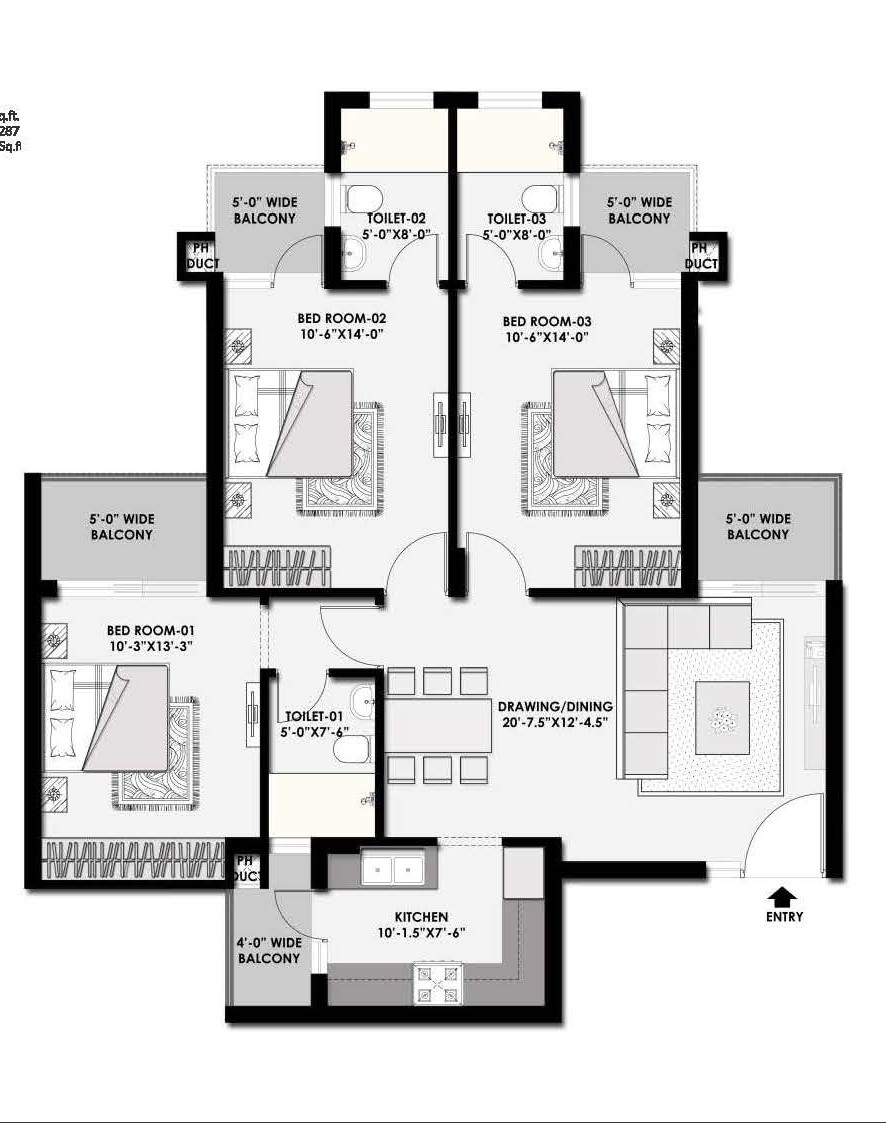 q.ft.
287
Sq.ft
5'-0" WIDE
BALCONY
TOILET-02
5'-0"X8'-0"
TOILET-03
5'-0"X8'-0"
5'-0" WIDE
BALCONY
PH
DUCT
PH
DUCT
BED ROOM-02
10'-6"X14'-0"
BED ROOM-03
10'-6"X14'-0"
5'-0" WIDE
BALCONY
5'-0" WIDE
BALCONY
BED ROOM-01
10'-3"X13'-3"
TOILET-01
5'-0"X7'-6"
DRAWING/DINING
20'-7.5"X12'-4.5"
PH
DUCT
KITCHEN
10'-1.5"X7'-6"
4'-0" WIDE
BALCONY
ENTRY